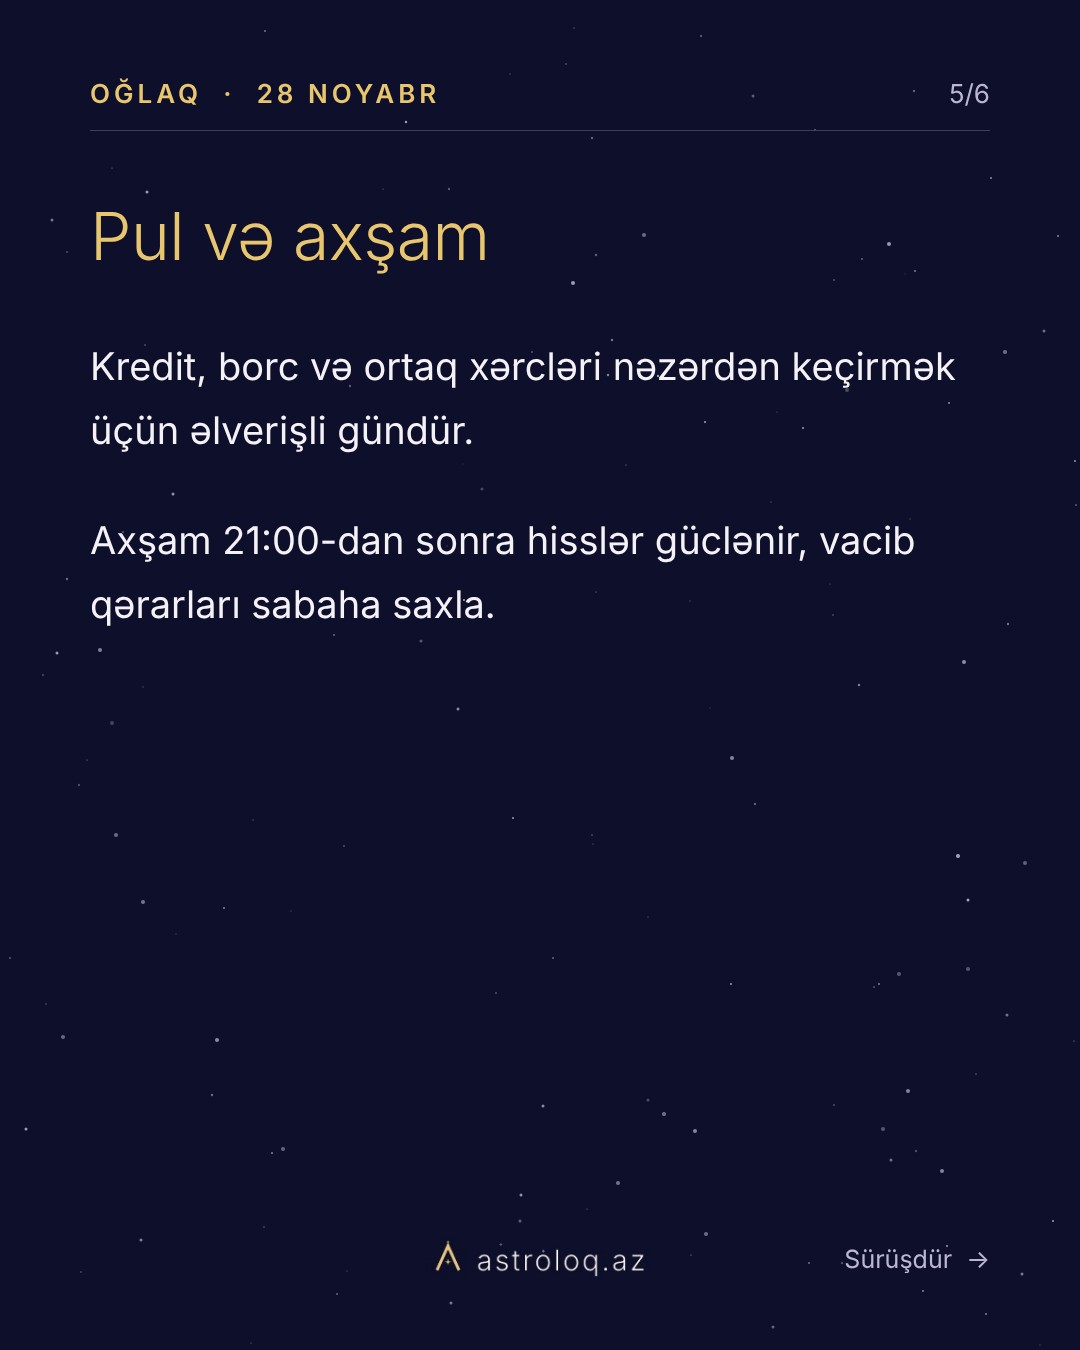 OĞLAQ · 28 NOYABR
5/6
Pul və axşam
Kredit, borc və ortaq xərcləri nəzərdən keçirmək
üçün əlverişli gündür.
Axşam 21:00-dan sonra hisslər güclənir, vacib
qərarları sabaha saxla.
astroloq.az
Sürüşdür →